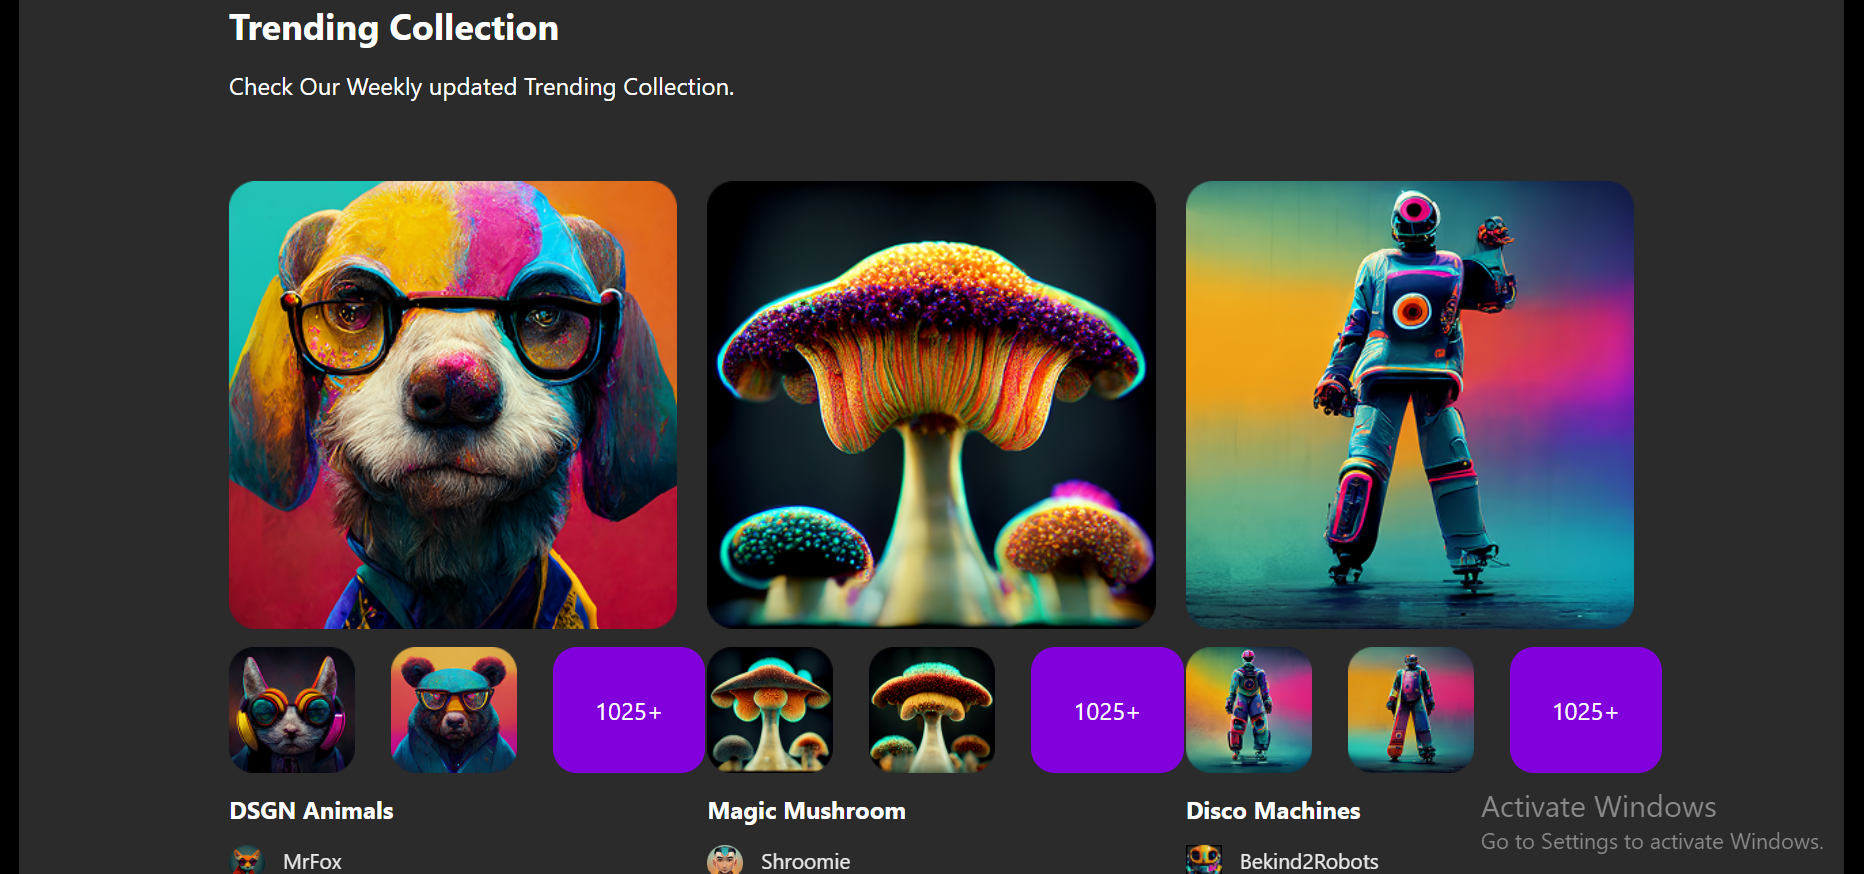 Trending Collection
Check Our Weekly updated Trending Collection.
1025+
1025+
1025+
DSGN Animals
Magic Mushroom
Disco Machines
MrFox
Shroomie
Bekind2Robots
Activate Windows
Go to Settings to activate Windows.